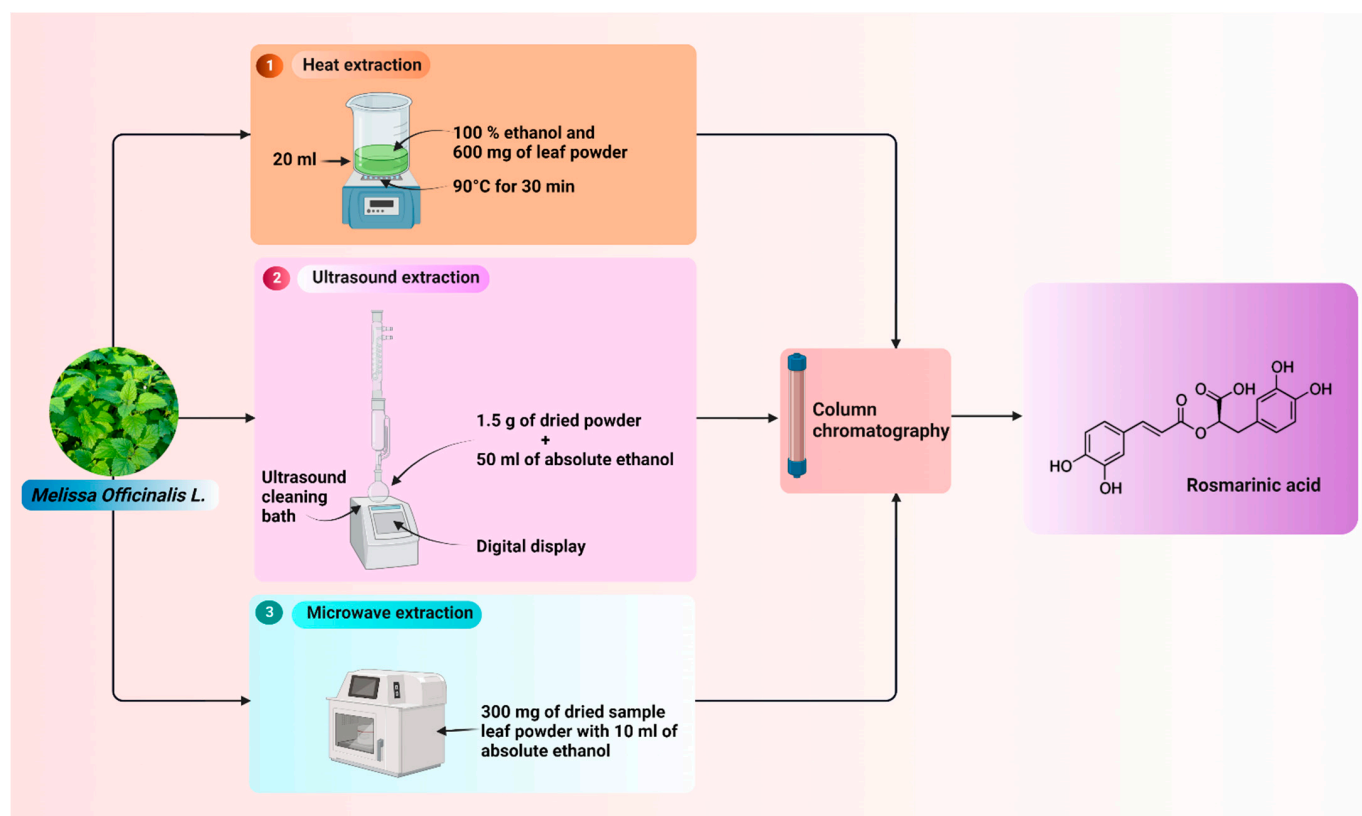 1
Heat extraction
20 ml
100 % ethanol and
600 mg of leaf powder
90°C for 30 min
2
Ultrasound extraction
1.5 g of dried powder
+
50 ml of absolute ethanol
Ultrasound
cleaning
bath
Digital display
3
Microwave extraction
300 mg of dried sample
leaf powder with 10 ml of
absolute ethanol
Melissa Officinalis L.
Column
chromatography
OH
O
OH
OH
O
O
HO
OH
Rosmarinic acid